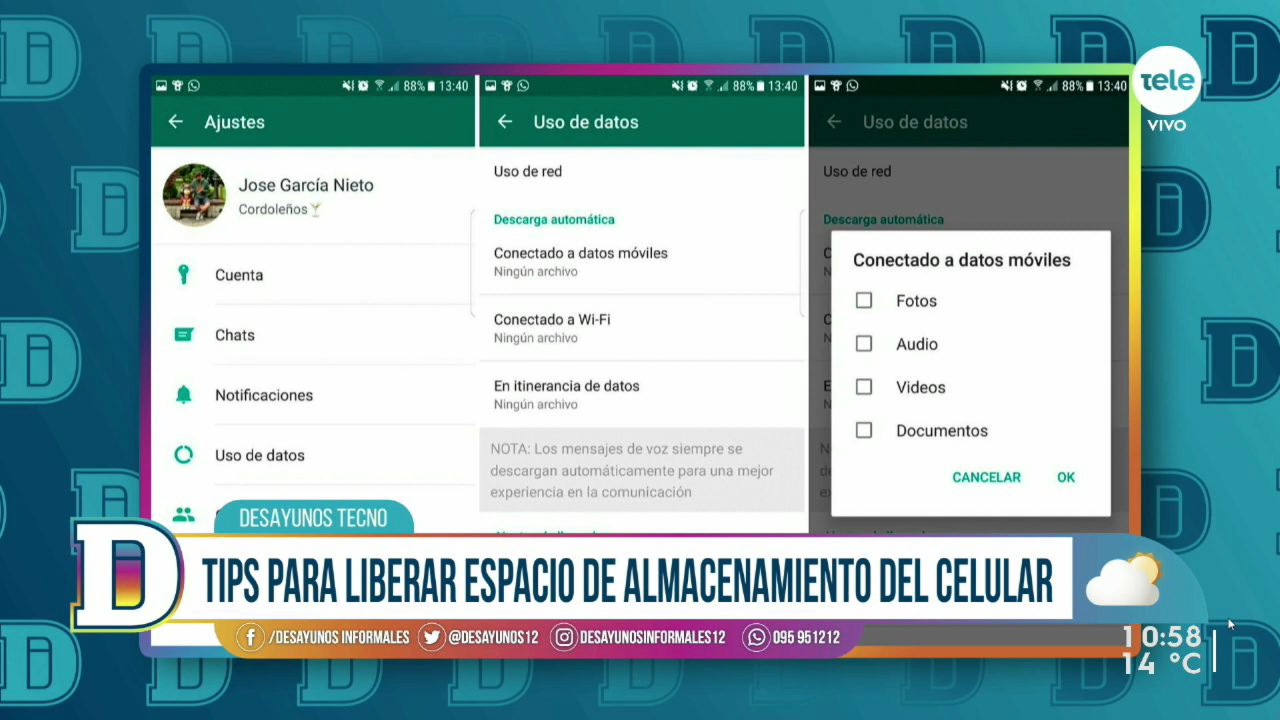 88% 13:40
Ajustes
Jose García Nieto
Cordoleños
Cuenta
Chats
Notificaciones
Uso de datos
88% 13:40
Uso de datos
Uso de red
Descarga automática
Conectado a datos móviles
Ningún archivo
Conectado a Wi-Fi
Ningún archivo
En itinerancia de datos
Ningún archivo
NOTA: Los mensajes de voz siempre se
descargan automáticamente para una mejor
experiencia en la comunicación
88% 13:40
Uso de datos
Uso de red
Descarga automática
Conectado a datos móviles
Fotos
Audio
Videos
Documentos
CANCELAR OK
tele
VIVO
DESAYUNOS TECNO
D
TIPS PARA LIBERAR ESPACIO DE ALMACENAMIENTO DEL CELULAR
/DESAYUNOS INFORMALES @DESAYUNOS12 DESAYUNOSINFORMALES12 095 951212
10:58
14 °C